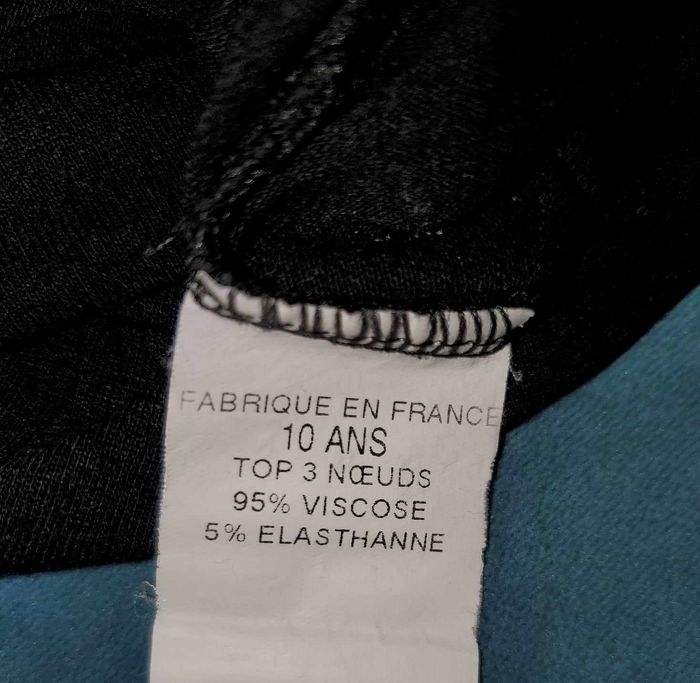 FABRIQUE EN FRANCE
10 ANS
TOP 3 NŒUDS
95% VISCOSE
5% ELASTHANNE